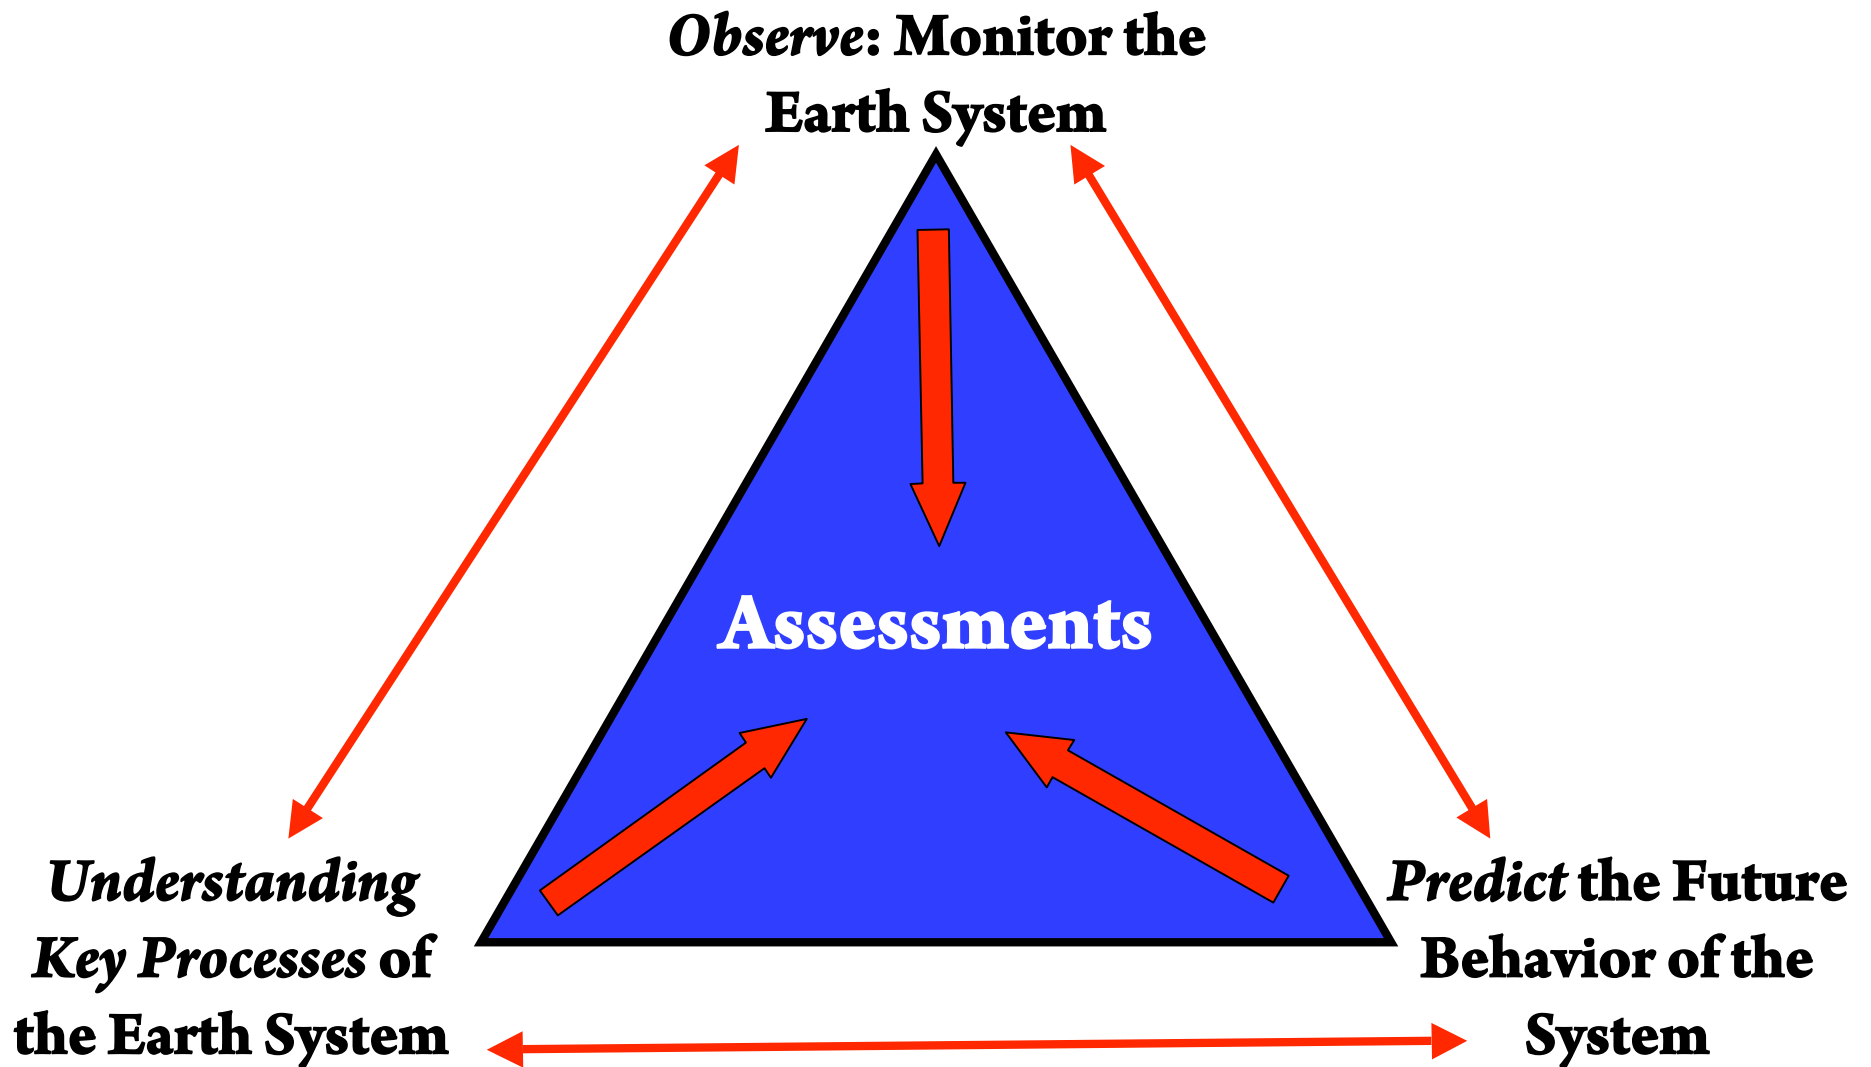 Observe: Monitor the
Earth System
Assessments
Understanding
Key Processes of
the Earth System
Predict the Future
Behavior of the
System